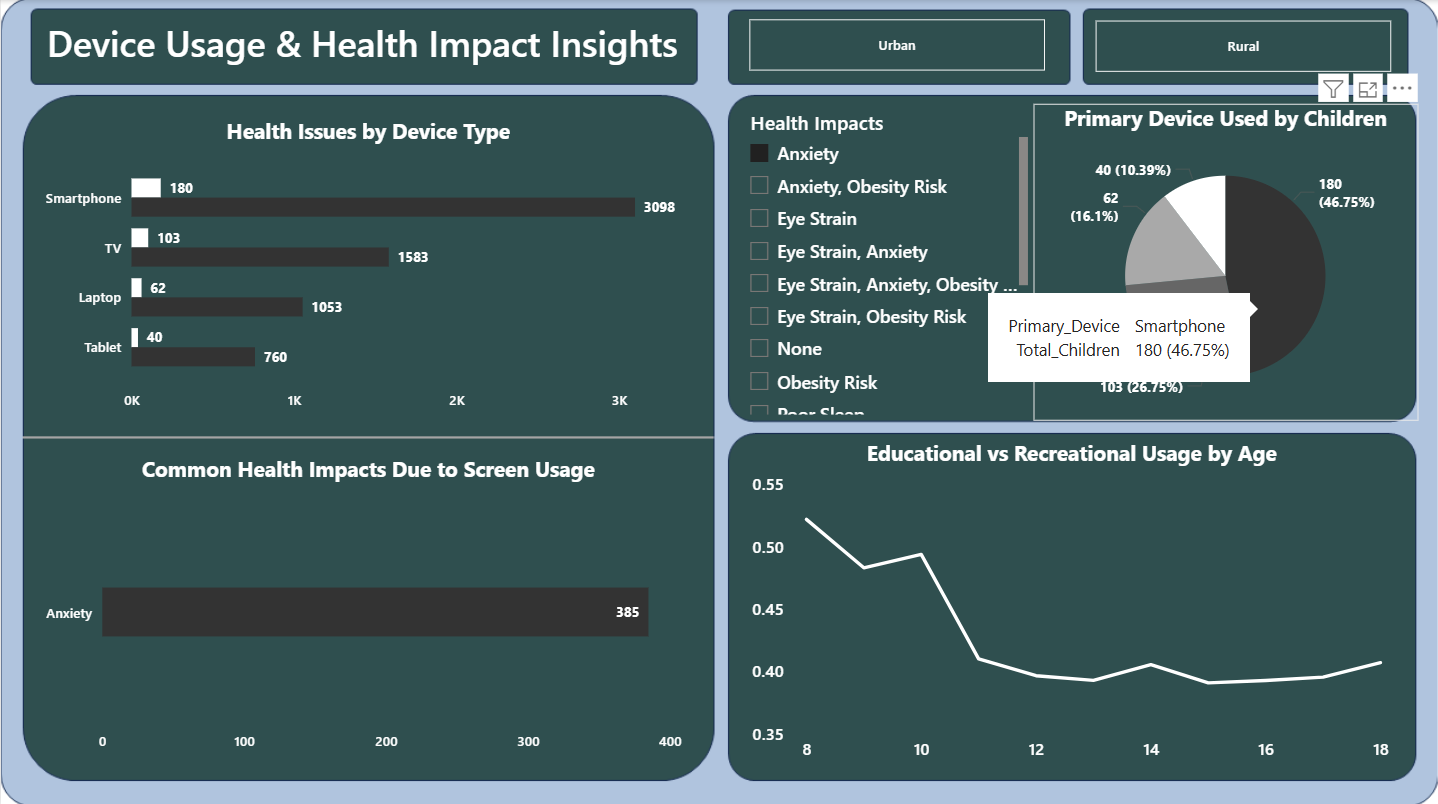 Device Usage & Health Impact Insights
Urban
Rural
Health Issues by Device Type
Smartphone
180
3098
TV
103
1583
Laptop
62
1053
Tablet
40
760
0K
1K
2K
3K
Common Health Impacts Due to Screen Usage
Anxiety
385
0
100
200
300
400
Health Impacts
Anxiety
Anxiety, Obesity Risk
Eye Strain
Eye Strain, Anxiety
Eye Strain, Anxiety, Obesity ...
Eye Strain, Obesity Risk
None
Obesity Risk
Poor Sleep
Primary Device Used by Children
40 (10.39%)
180
(46.75%)
62
(16.1%)
Primary_Device Smartphone
Total_Children 180 (46.75%)
103 (26.75%)
Educational vs Recreational Usage by Age
0.55
0.50
0.45
0.40
0.35
8
10
12
14
16
18